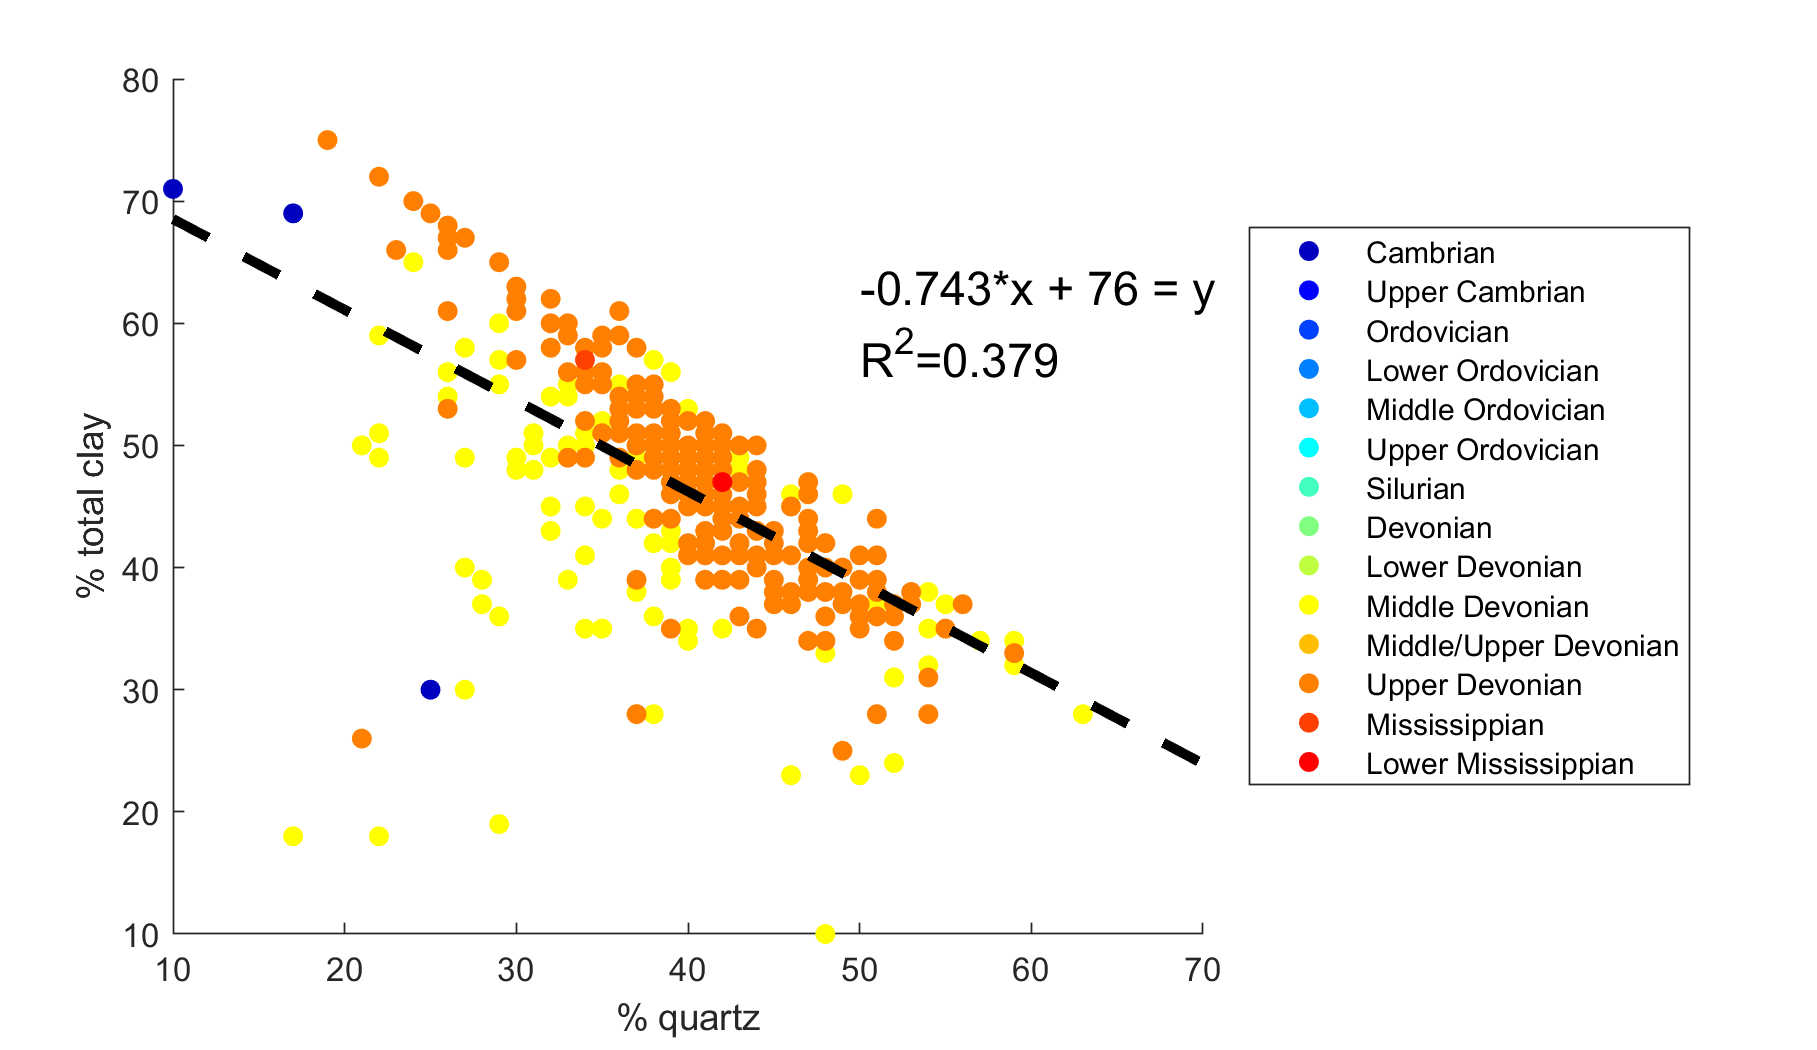 80
70
60
50
40
30
20
10
% total clay
10 20 30 40 50 60 70
% quartz
-0.743*x + 76 = y
R²=0.379
Cambrian
Upper Cambrian
Ordovician
Lower Ordovician
Middle Ordovician
Upper Ordovician
Silurian
Devonian
Lower Devonian
Middle Devonian
Middle/Upper Devonian
Upper Devonian
Mississippian
Lower Mississippian